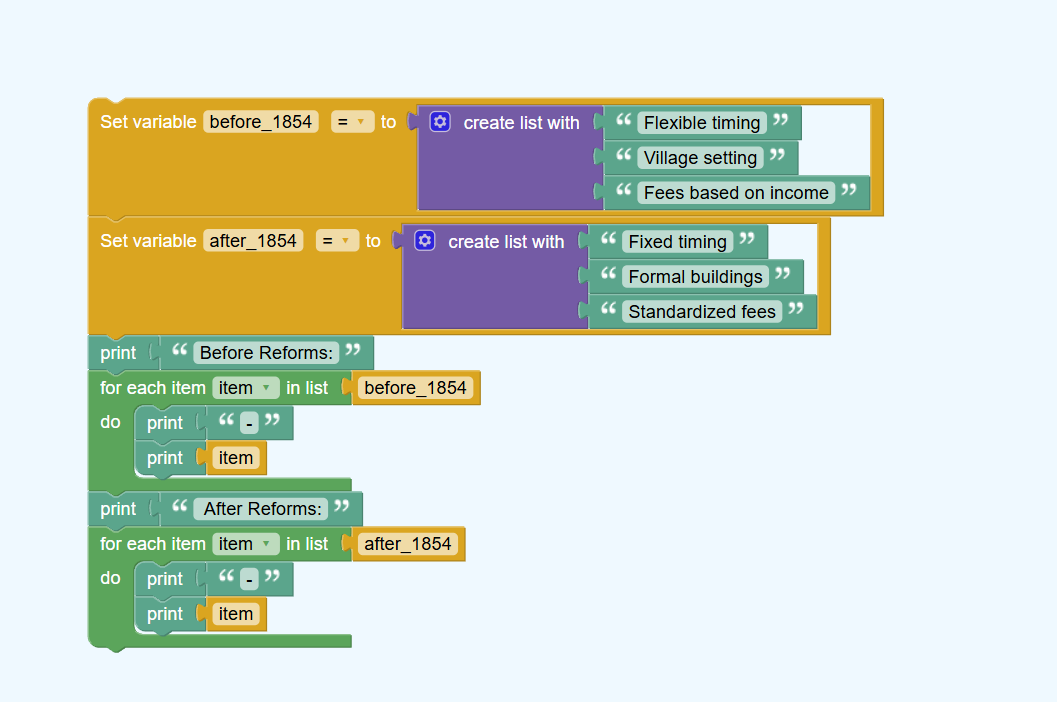 Set variable before_1854 = to create list with “ Flexible timing ”
“ Village setting ”
“ Fees based on income ”
Set variable after_1854 = to create list with “ Fixed timing ”
“ Formal buildings ”
“ Standardized fees ”
print “ Before Reforms: ”
for each item item in list before_1854
do print “ - ”
print item
print “ After Reforms: ”
for each item item in list after_1854
do print “ - ”
print item